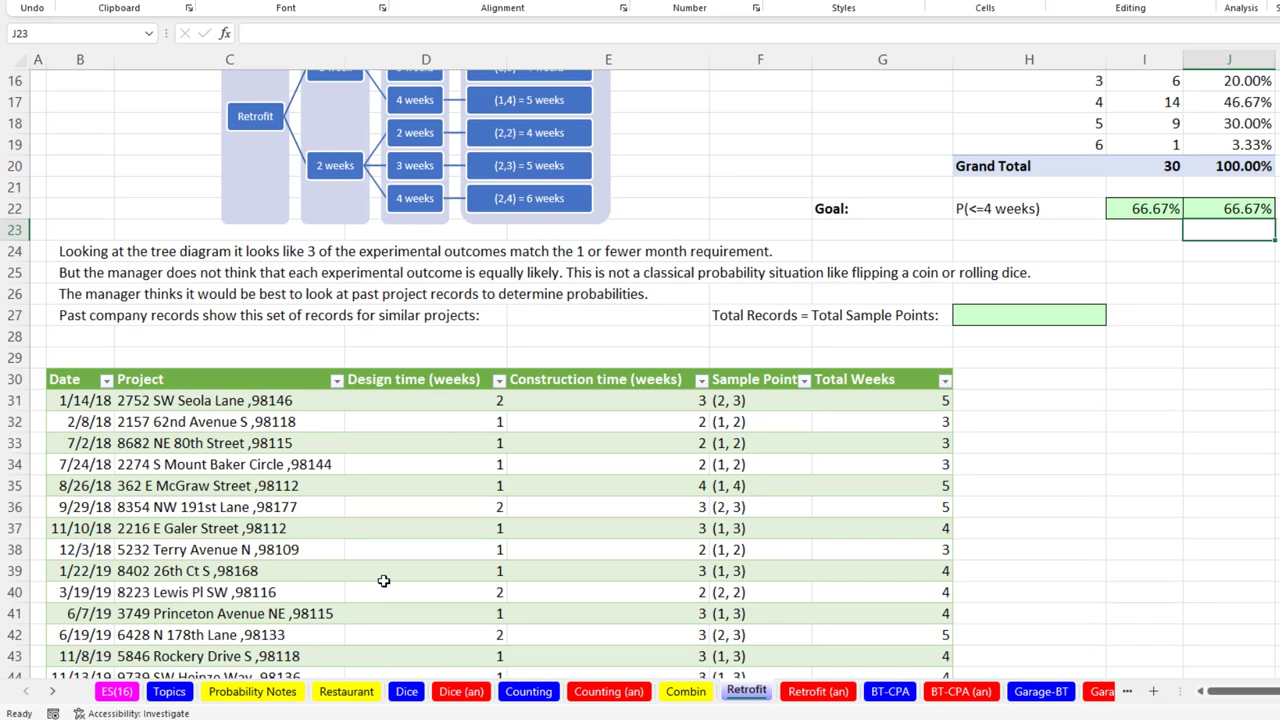 Undo Clipboard Font Alignment Number Styles Cells Editing Analysis
J23 fx
A B C D E F G H I J
16 3 6 20.00%
17 4 weeks (1,4) = 5 weeks 4 14 46.67%
Retrofit
18 2 weeks (2,2) = 4 weeks 5 9 30.00%
19 6 1 3.33%
20 2 weeks 3 weeks (2,3) = 5 weeks Grand Total 30 100.00%
21 4 weeks (2,4) = 6 weeks
22 Goal: P(<=4 weeks) 66.67% 66.67%
23
24 Looking at the tree diagram it looks like 3 of the experimental outcomes match the 1 or fewer month requirement.
25 But the manager does not think that each experimental outcome is equally likely. This is not a classical probability situation like flipping a coin or rolling dice.
26 The manager thinks it would be best to look at past project records to determine probabilities.
27 Past company records show this set of records for similar projects: Total Records = Total Sample Points:
28
29
30 Date Project Design time (weeks) Construction time (weeks) Sample Point Total Weeks
31 1/14/18 2752 SW Seola Lane ,98146 2 3 (2, 3) 5
32 2/8/18 2157 62nd Avenue S ,98118 1 2 (1, 2) 3
33 7/2/18 8682 NE 80th Street ,98115 1 2 (1, 2) 3
34 7/24/18 2274 S Mount Baker Circle ,98144 1 2 (1, 2) 3
35 8/26/18 362 E McGraw Street ,98112 1 4 (1, 4) 5
36 9/29/18 8354 NW 191st Lane ,98177 2 3 (2, 3) 5
37 11/10/18 2216 E Galer Street ,98112 1 3 (1, 3) 4
38 12/3/18 5232 Terry Avenue N ,98109 1 2 (1, 2) 3
39 1/22/19 8402 26th Ct S ,98168 1 3 (1, 3) 4
40 3/19/19 8223 Lewis Pl SW ,98116 2 2 (2, 2) 4
41 6/7/19 3749 Princeton Avenue NE ,98115 1 3 (1, 3) 4
42 6/19/19 6428 N 178th Lane ,98133 2 3 (2, 3) 5
43 11/8/19 5846 Rockery Drive S ,98118 1 3 (1, 3) 4
44 11/13/19 9739 SW Heinze Way ,98136
ES(16) Topics Probability Notes Restaurant Dice Dice (an) Counting Counting (an) Combin Retrofit Retrofit (an) BT-CPA BT-CPA (an) Garage-BT Gara
Ready Accessibility: Investigate